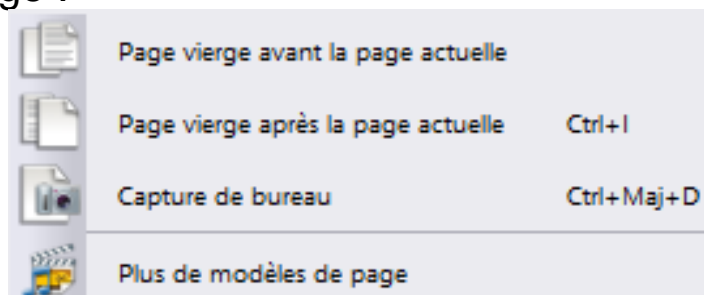 Page vierge avant la page actuelle
Page vierge après la page actuelle Ctrl+I
Capture de bureau Ctrl+Maj+D
Plus de modèles de page